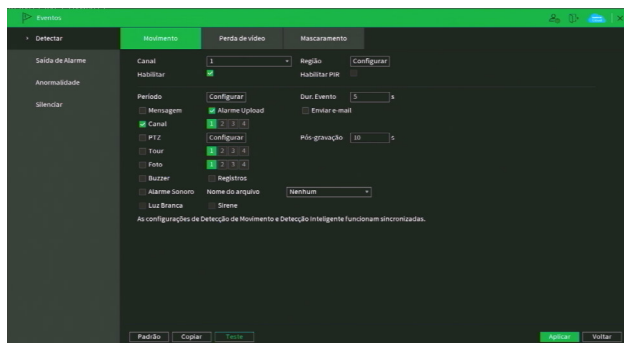 Eventos
Detectar
Movimento Perda de vídeo Mascaramento
Saída de Alarme
Anormalidade
Silenciar
Canal 1 Região Configurar
Habilitar Habilitar PIR
Período Configurar Dur. Evento 5 s
Mensagem Alarme Upload Enviar e-mail
Canal 1 2 3 4
PTZ Configurar Pós-gravação 10 s
Tour 1 2 3 4
Foto 1 2 3 4
Buzzer Registros
Alarme Sonoro Nome do arquivo Nenhum
Luz Branca Sirene
As configurações de Detecção de Movimento e Detecção Inteligente funcionam sincronizadas.
Padrão Copiar Teste Aplicar Voltar